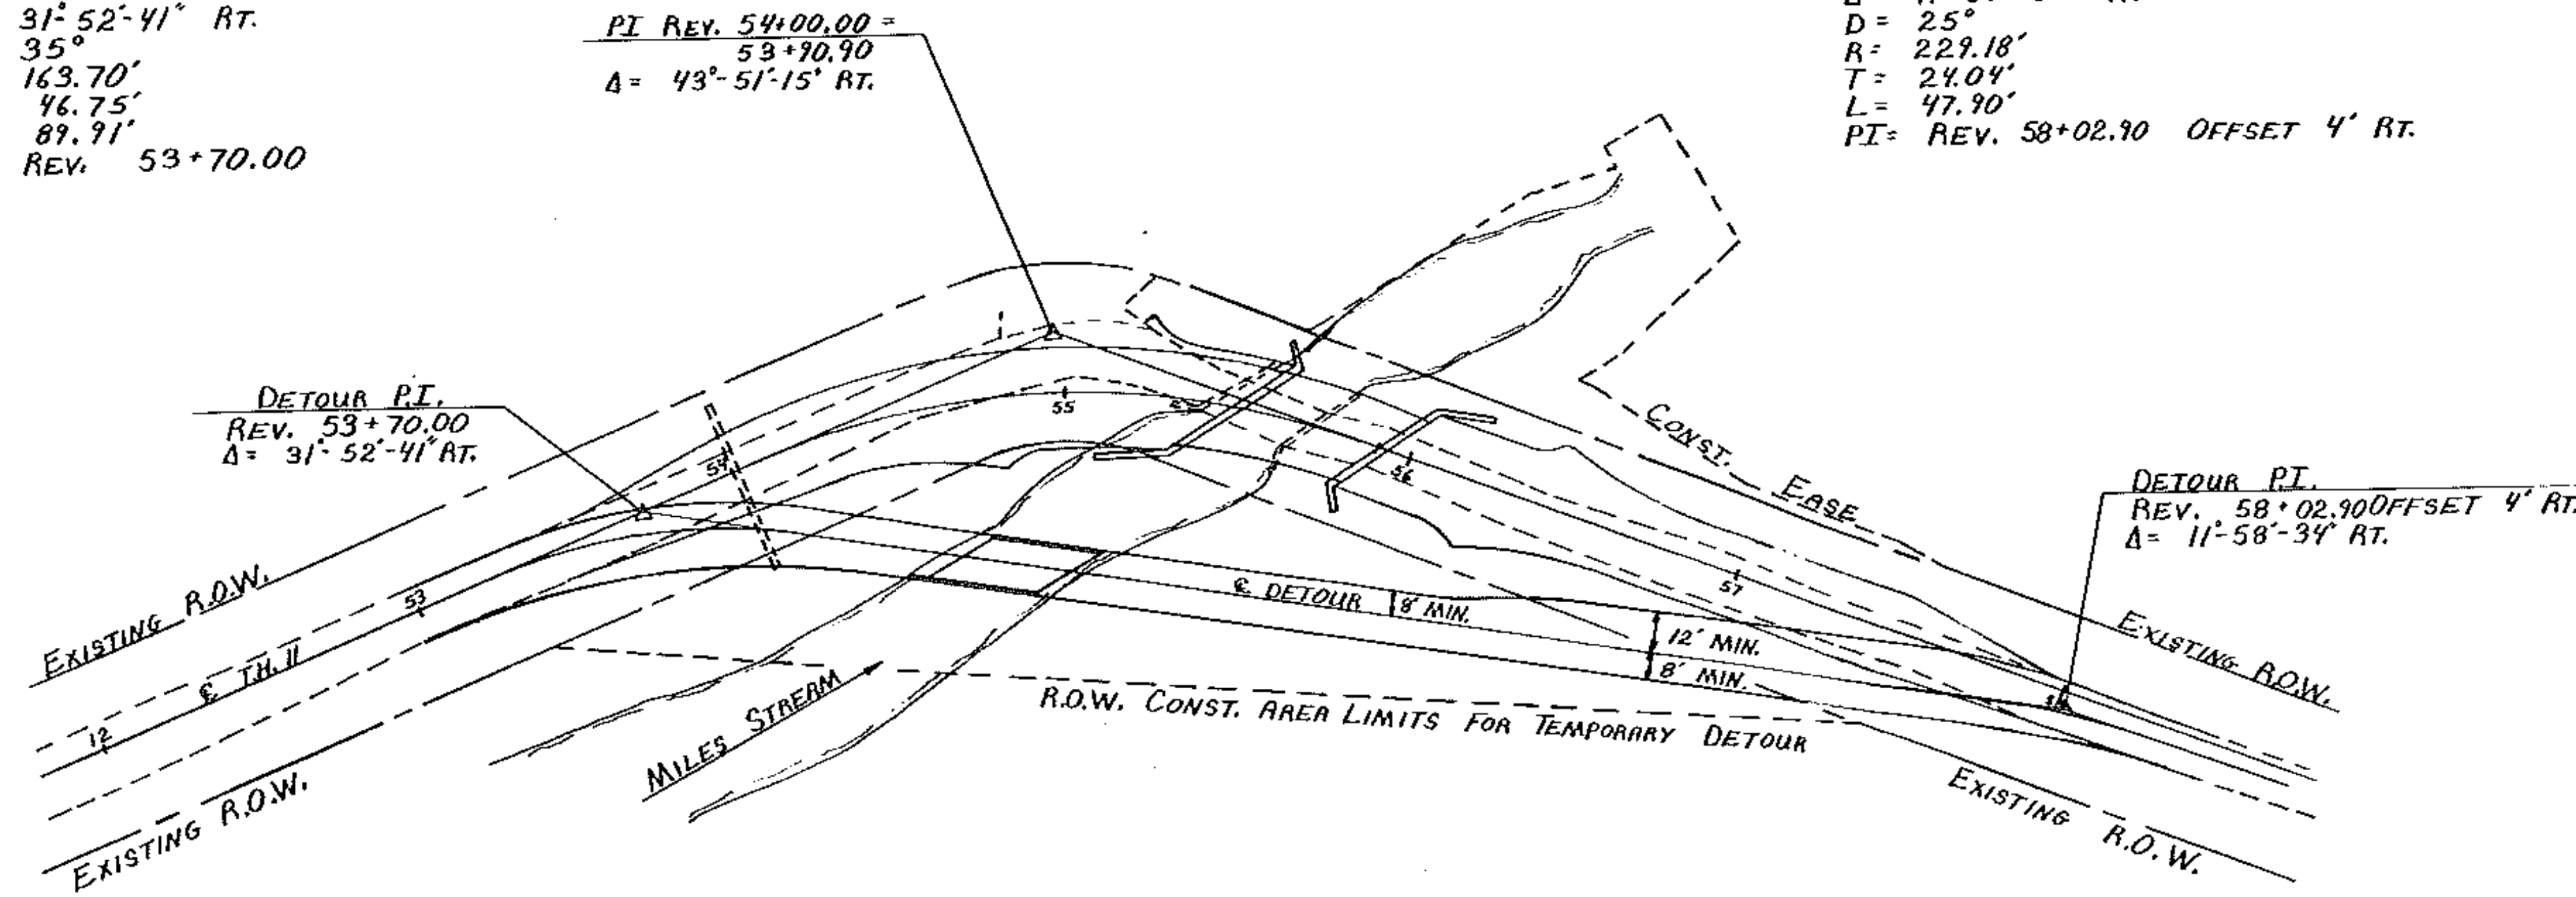 31°-52'-41" RT.
35°
163.70'
46.75'
89.91'
REV. 53+70.00
PI REV. 54+00.00 =
53+90.90
Δ= 43°-51'-15" RT.
D= 25°
R= 229.18'
T= 24.04'
L= 47.90'
PI= REV. 58+02.90 OFFSET 4' RT.
DETOUR P.I.
REV. 53+70.00
Δ= 31°-52'-41" RT.
DETOUR P.I.
REV. 58+02.90 OFFSET 4' RT.
Δ= 11°-58'-34" RT.
EXISTING R.O.W.
℄ T.H. 11
12
53
54
55
56
57
EXISTING R.O.W.
MILES STREAM
℄ DETOUR
8' MIN.
12' MIN.
8' MIN.
R.O.W. CONST. AREA LIMITS FOR TEMPORARY DETOUR
CONST. EASE
EXISTING R.O.W.
EXISTING R.O.W.